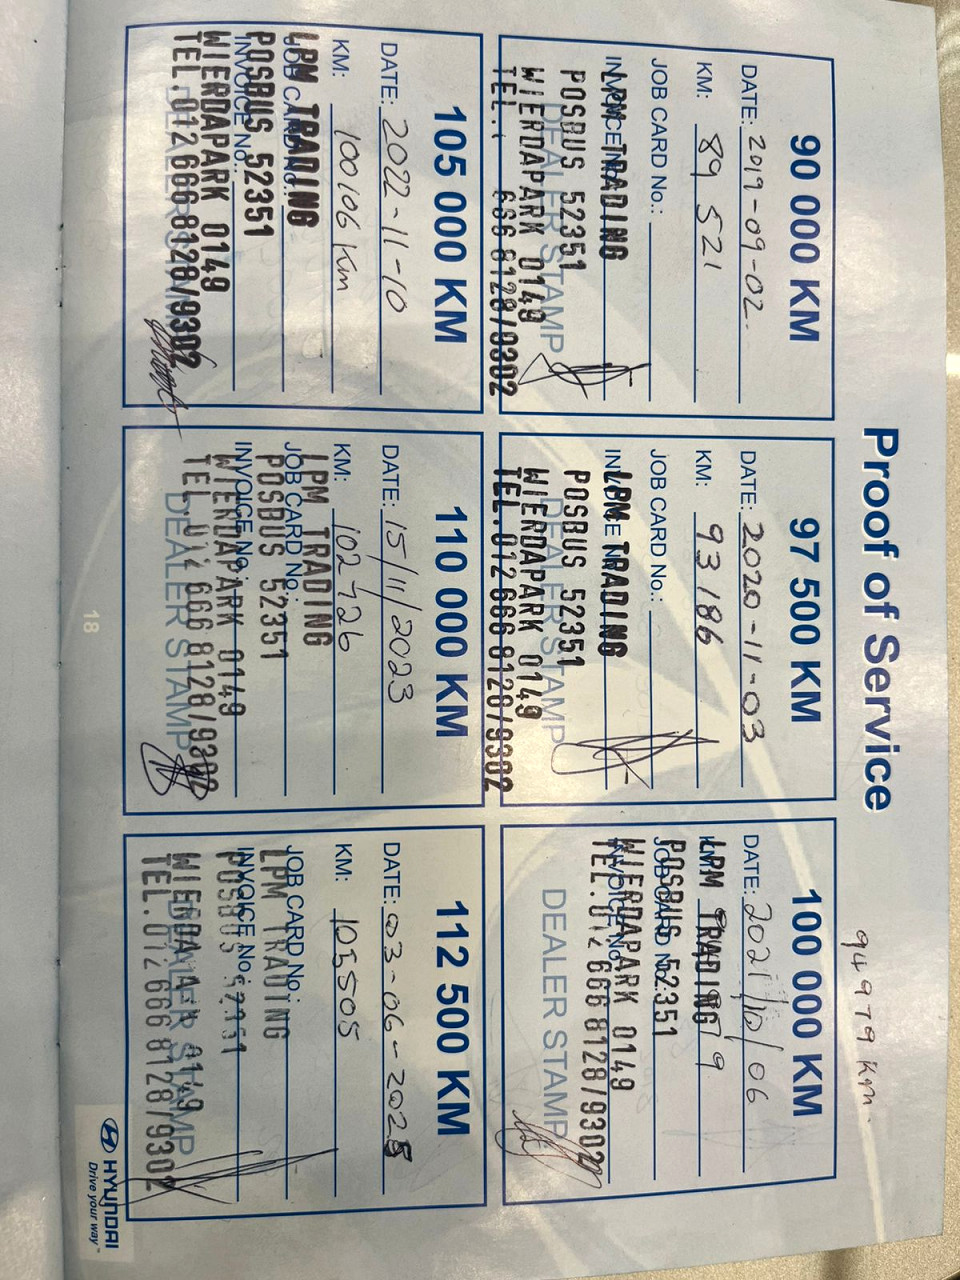 Proof of Service
94979 Km.
90 000 KM
DATE: 2019-09-02
KM: 89 521
JOB CARD No.:
INVOICE No.:
LPM TRADING
POSBUS 52351
WIERDAPARK 0149
TEL.: 666 8128/9302
DEALER STAMP
97 500 KM
DATE: 2020-11-03
KM: 93186
JOB CARD No.:
INVOICE No.:
LPM TRADING
POSBUS 52351
WIERDAPARK 0149
TEL.012 666 8128/9302
DEALER STAMP
100 000 KM
DATE: 2021/10/06
KM:
LPM TRADING
JOB CARD No.:
POSBUS 52351
INVOICE No.:
WIERDAPARK 0149
TEL.012 666 8128/9302
DEALER STAMP
105 000 KM
DATE: 2022-11-10
KM: 100106 Km
JOB CARD No.:
LPM TRADING
POSBUS 52351
INVOICE No.:
WIERDAPARK 0149
TEL.012 666 8128/9302
DEALER STAMP
110 000 KM
DATE: 15/11/2023
KM: 102726
LPM TRADING
JOB CARD No.:
POSBUS 52351
INVOICE No.:
WIERDAPARK 0149
TEL.012 666 8128/9302
DEALER STAMP
112 500 KM
DATE: 03-06-2025
KM: 105505
JOB CARD No.:
LPM TRADING
INVOICE No.:
POSBUS 52351
WIERDAPARK 0149
TEL.012 666 8128/9302
DEALER STAMP
18
HYUNDAI
Drive your way™